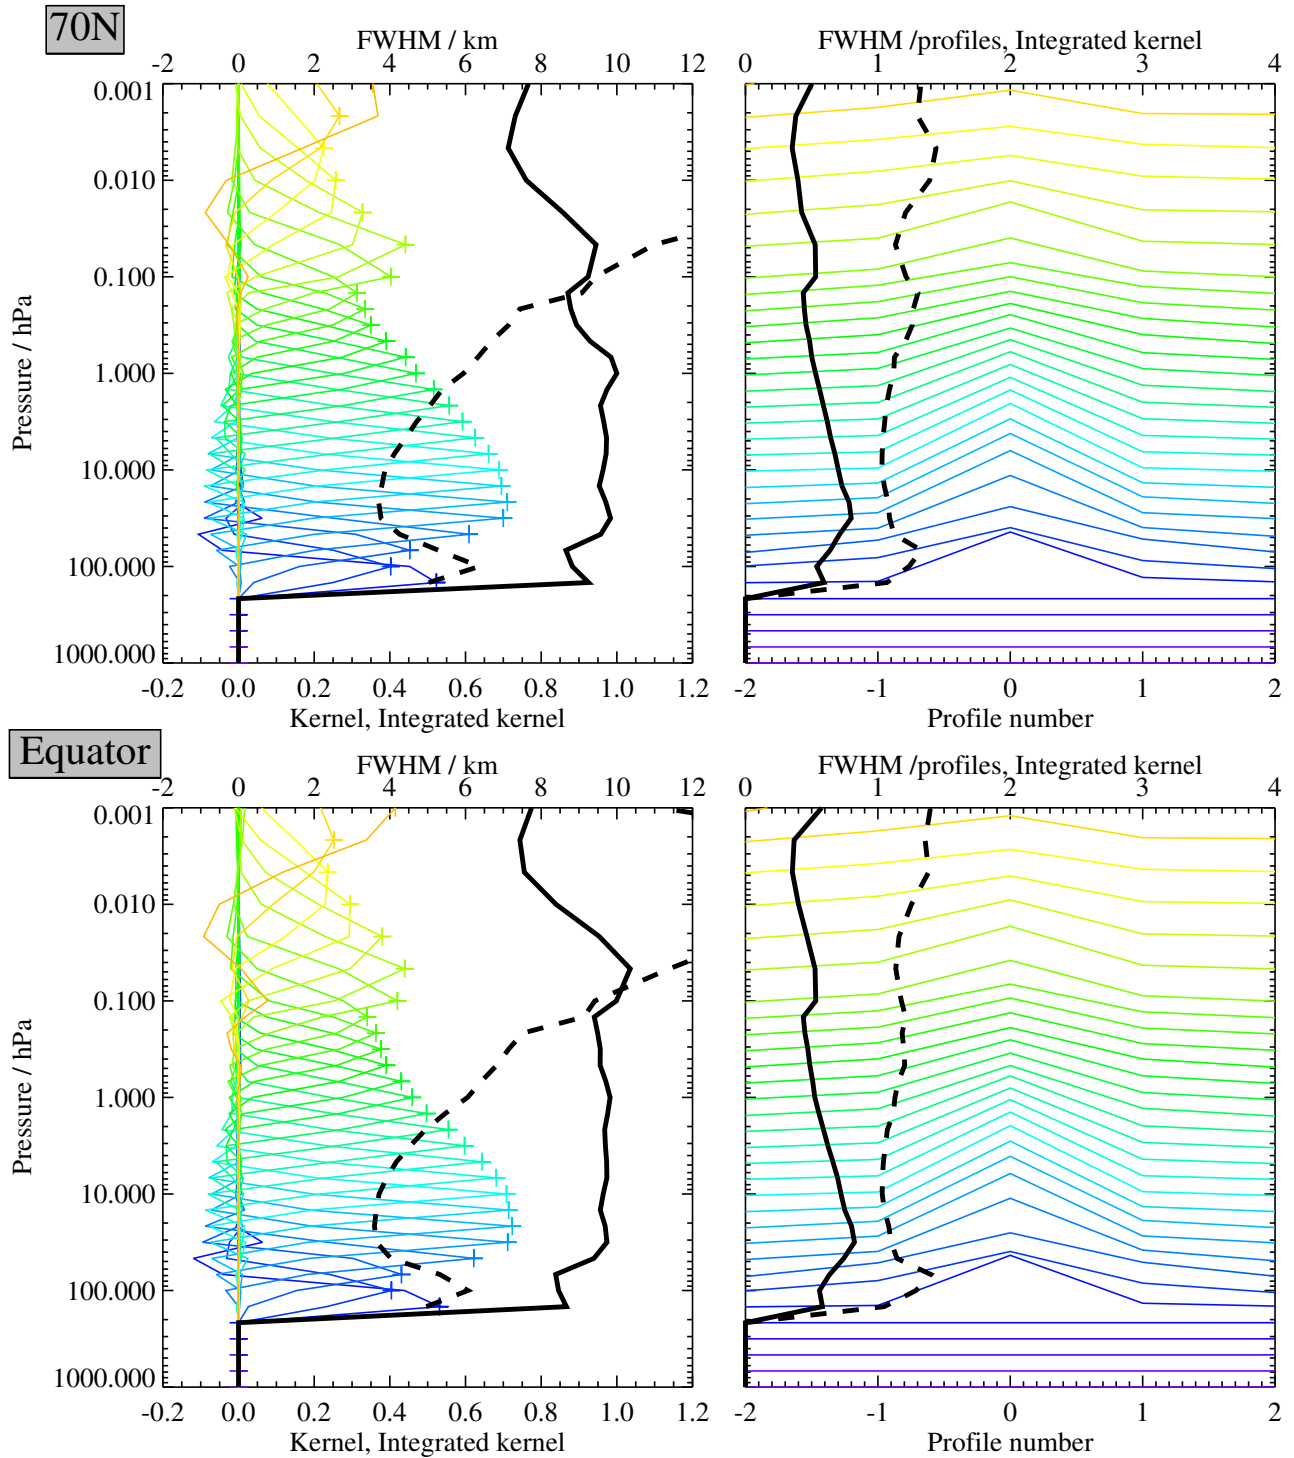 70N
FWHM / km
FWHM /profiles, Integrated kernel
-2 0 2 4 6 8 10 12
0 1 2 3 4
0.001
0.010
0.100
1.000
10.000
100.000
1000.000
Pressure / hPa
-0.2 0.0 0.2 0.4 0.6 0.8 1.0 1.2
-2 -1 0 1 2
Kernel, Integrated kernel
Profile number
Equator
FWHM / km
FWHM /profiles, Integrated kernel
-2 0 2 4 6 8 10 12
0 1 2 3 4
0.001
0.010
0.100
1.000
10.000
100.000
1000.000
Pressure / hPa
-0.2 0.0 0.2 0.4 0.6 0.8 1.0 1.2
-2 -1 0 1 2
Kernel, Integrated kernel
Profile number